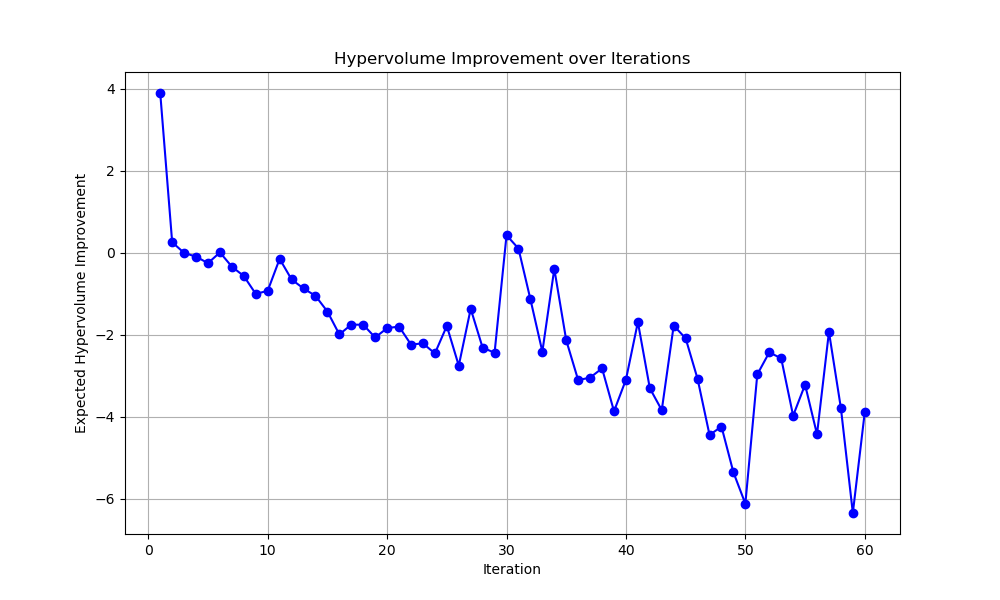 Hypervolume Improvement over Iterations
Expected Hypervolume Improvement
4
2
0
−2
−4
−6
0 10 20 30 40 50 60
Iteration